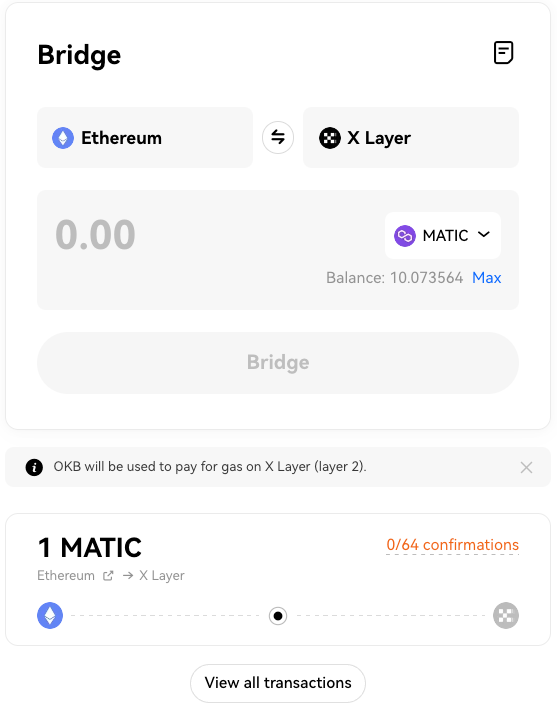 Bridge
Ethereum
X Layer
0.00
MATIC
Balance: 10.073564 Max
Bridge
OKB will be used to pay for gas on X Layer (layer 2).
1 MATIC
0/64 confirmations
Ethereum → X Layer
View all transactions